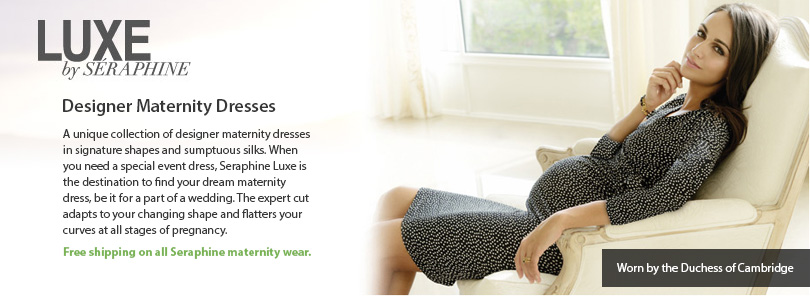 LUXE
by SÉRAPHINE
Designer Maternity Dresses
A unique collection of designer maternity dresses
in signature shapes and sumptuous silks. When
you need a special event dress, Seraphine Luxe is
the destination to find your dream maternity
dress, be it for a part of a wedding. The expert cut
adapts to your changing shape and flatters your
curves at all stages of pregnancy.
Free shipping on all Seraphine maternity wear.
Worn by the Duchess of Cambridge